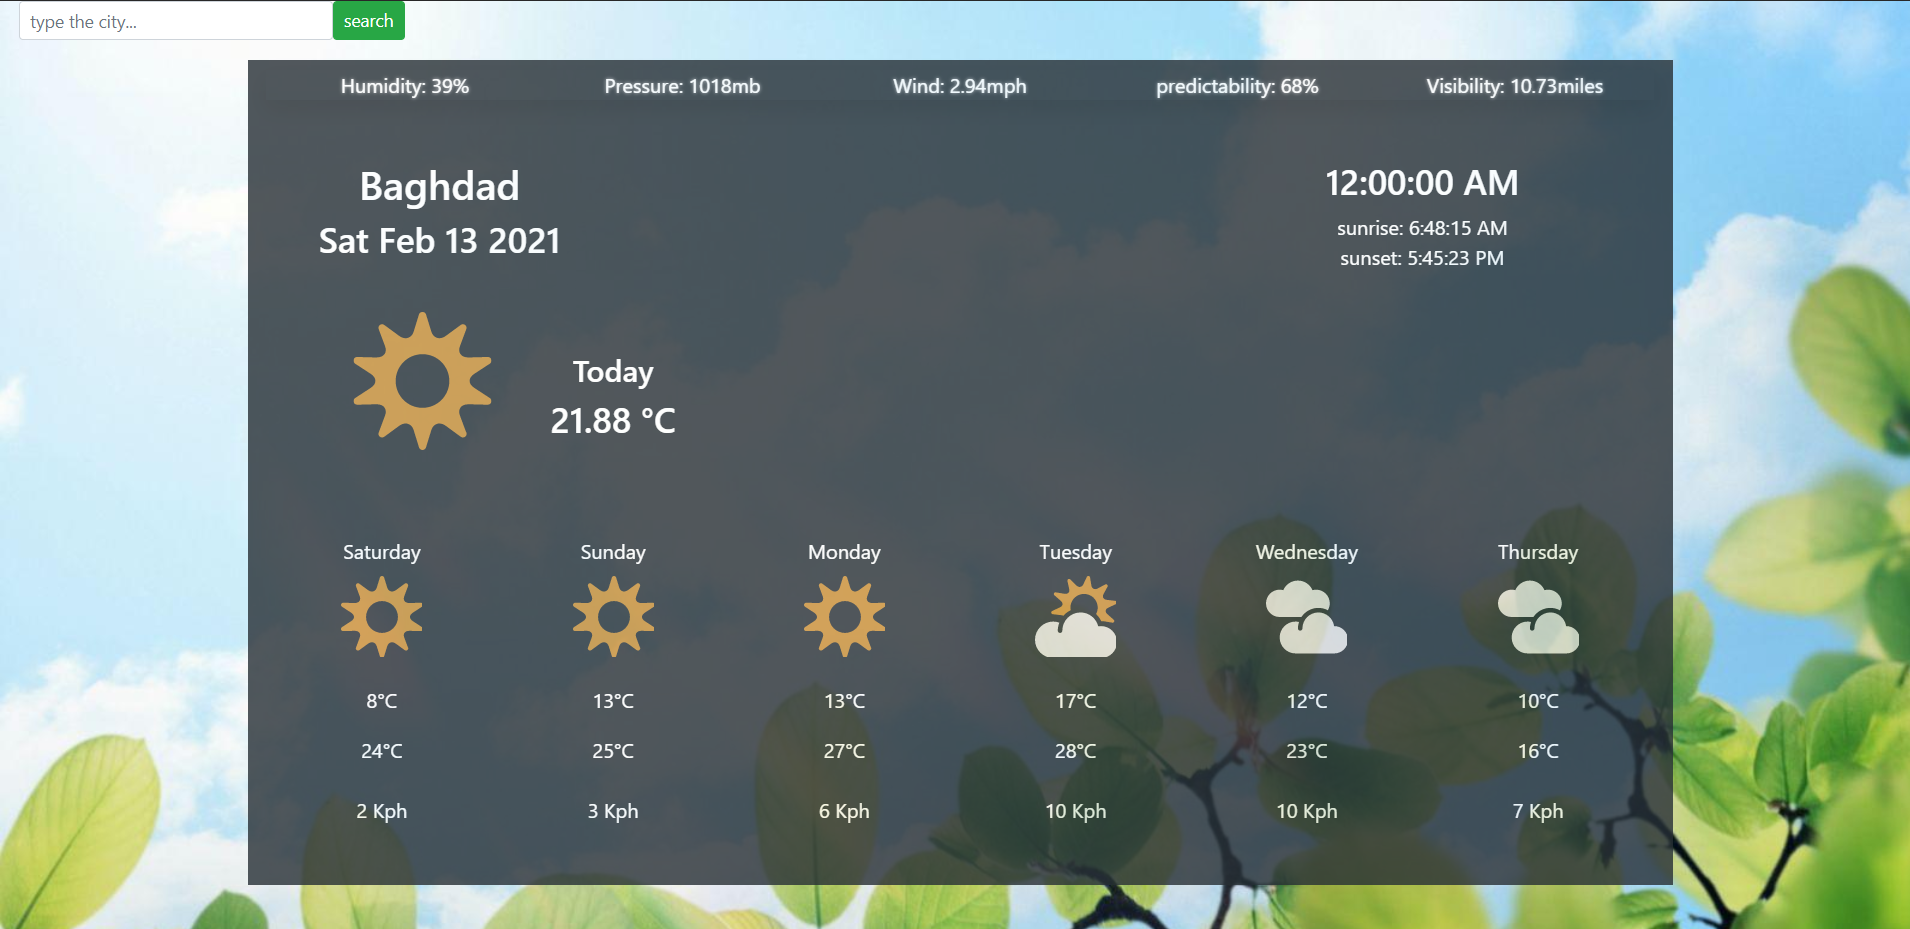 type the city... search
Humidity: 39% Pressure: 1018mb Wind: 2.94mph predictability: 68% Visibility: 10.73miles
Baghdad
Sat Feb 13 2021
12:00:00 AM
sunrise: 6:48:15 AM
sunset: 5:45:23 PM
Today
21.88 °C
Saturday Sunday Monday Tuesday Wednesday Thursday
8°C 13°C 13°C 17°C 12°C 10°C
24°C 25°C 27°C 28°C 23°C 16°C
2 Kph 3 Kph 6 Kph 10 Kph 10 Kph 7 Kph